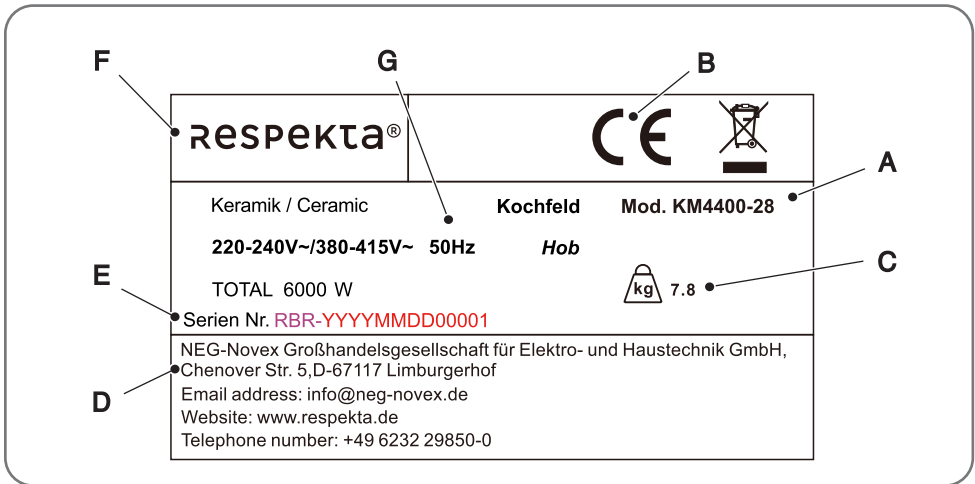 F
G
B
RESPEKTA®
CE
A
Keramik / Ceramic Kochfeld Mod. KM4400-28
220-240V~/380-415V~ 50Hz Hob
C
E
TOTAL 6000 W kg 7.8
Serien Nr. RBR-YYYYMMDD00001
NEG-Novex Großhandelsgesellschaft für Elektro- und Haustechnik GmbH,
Chenover Str. 5,D-67117 Limburgerhof
D
Email address: info@neg-novex.de
Website: www.respekta.de
Telephone number: +49 6232 29850-0